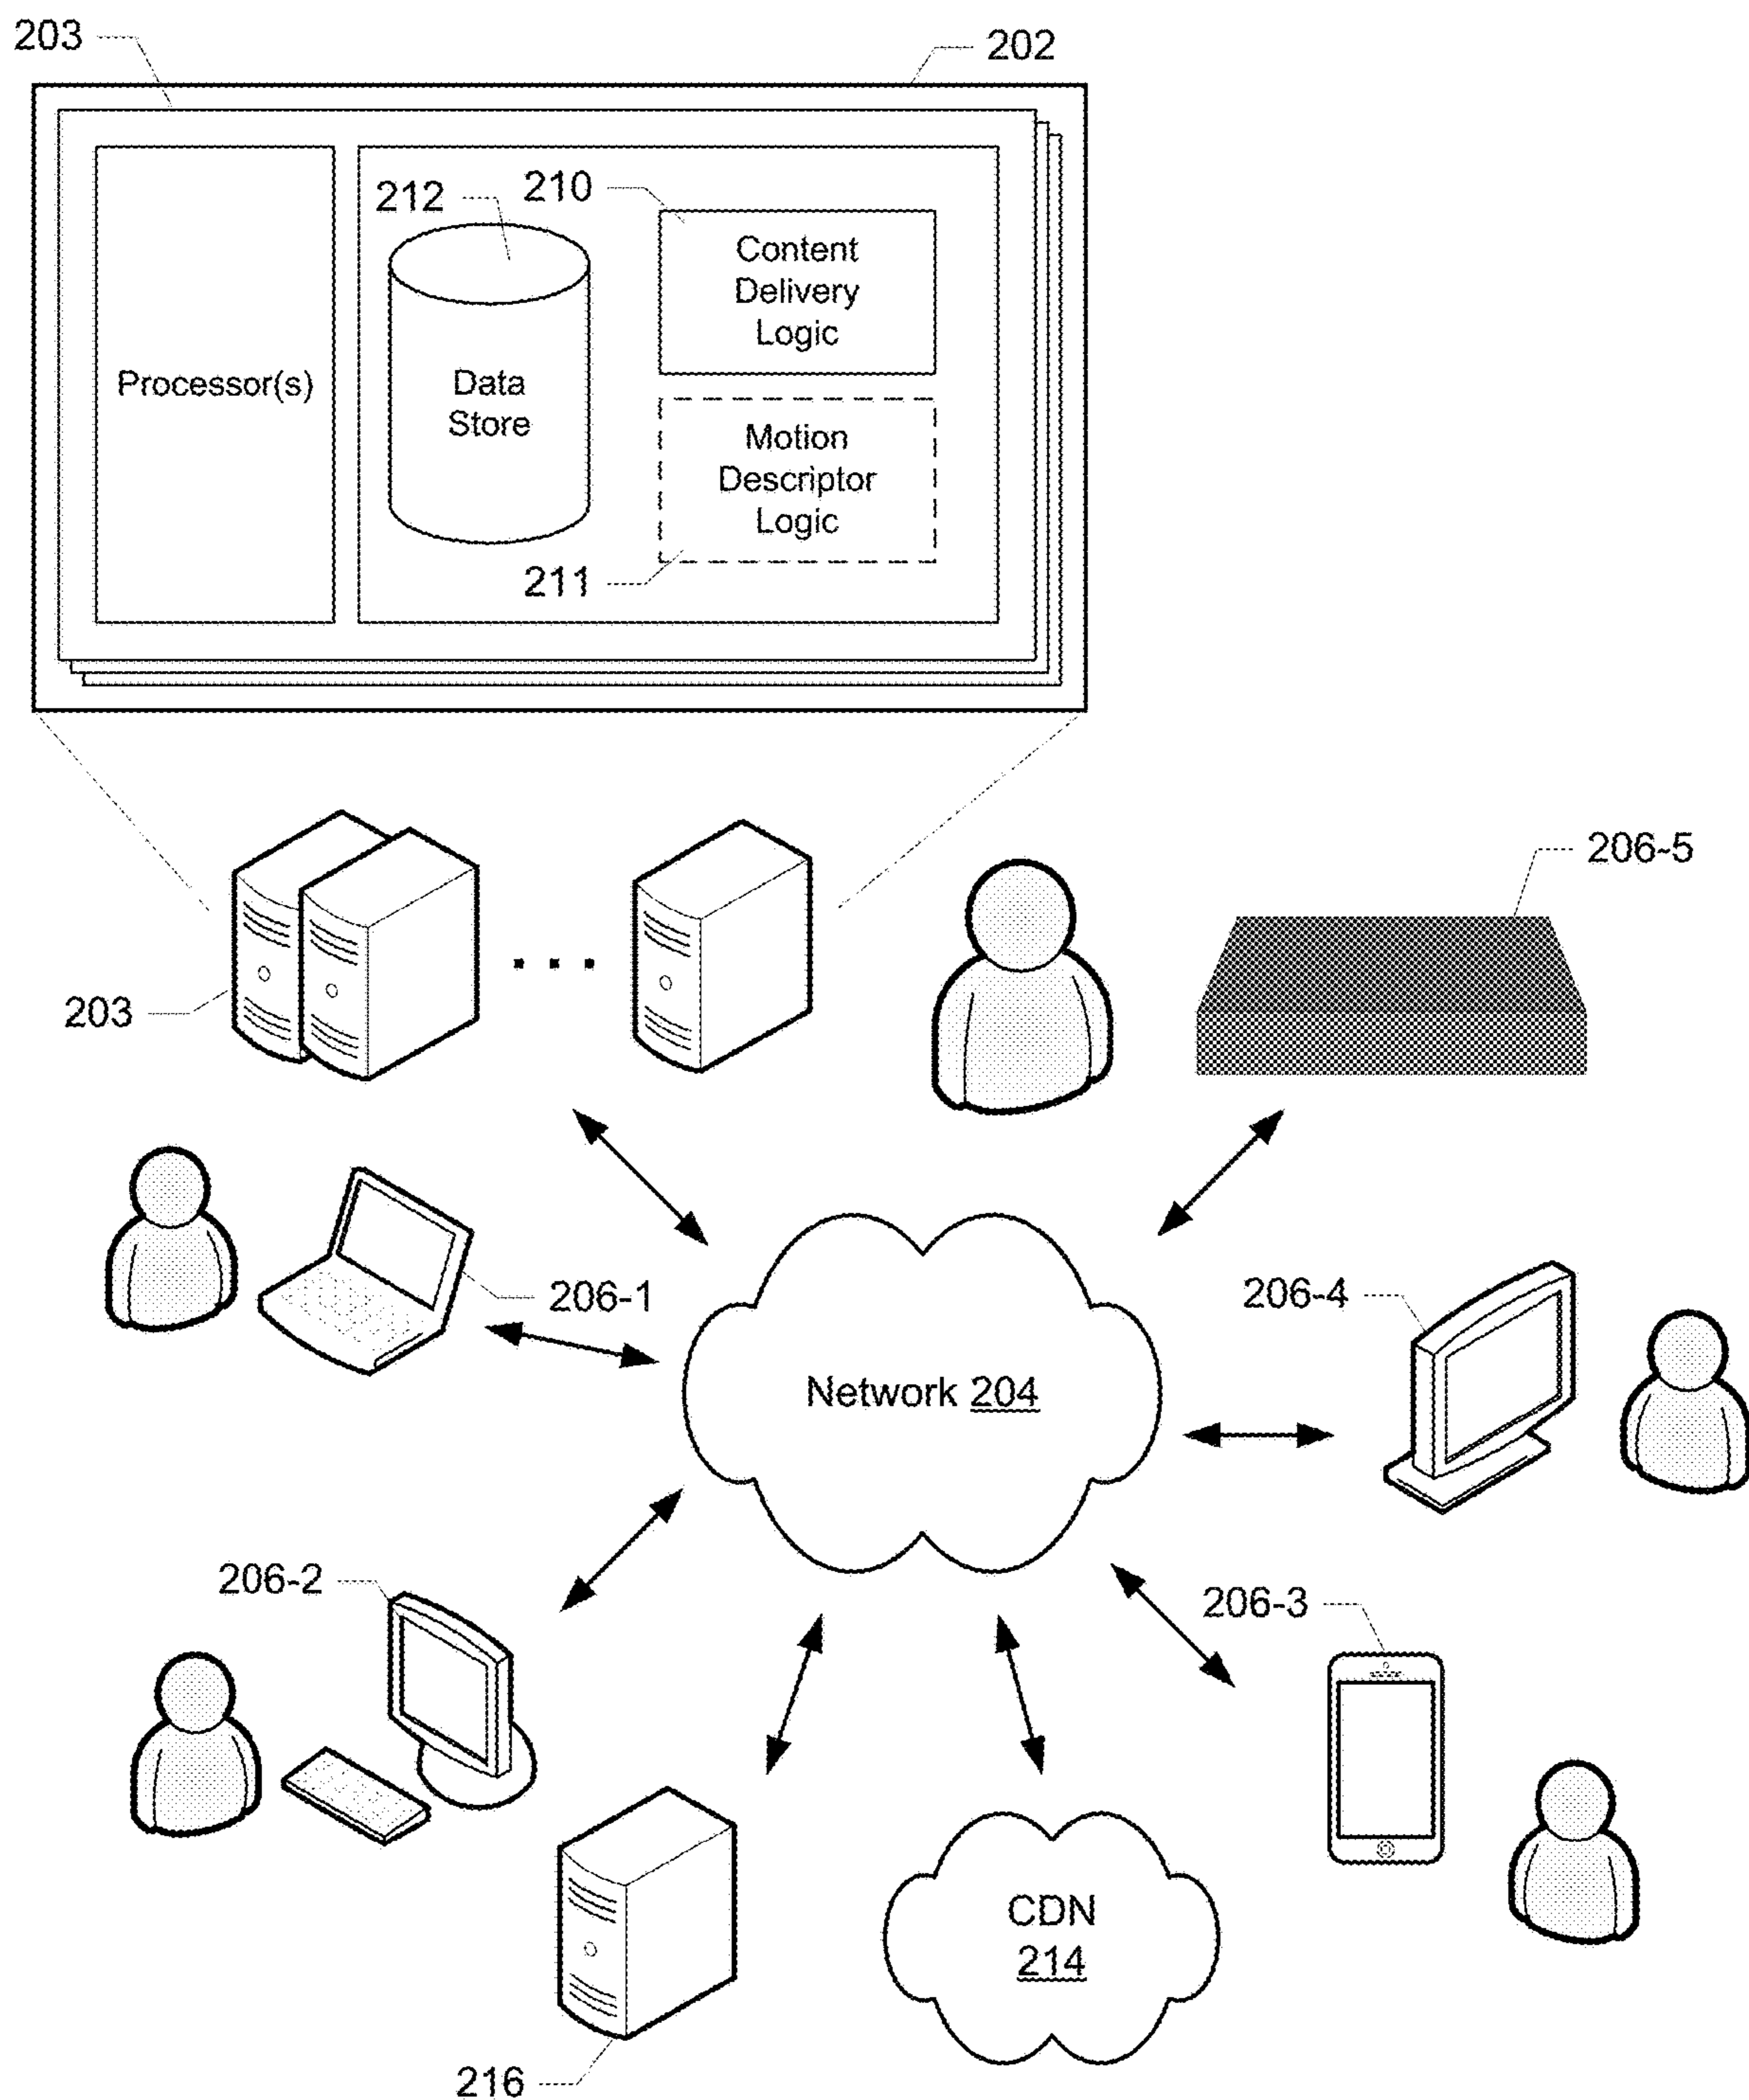 203
202
212
210
Content
Delivery
Logic
Processor(s)
Data
Store
Motion
Descriptor
Logic
211
206-5
203
206-1
206-4
Network 204
206-2
206-3
CDN
214
216